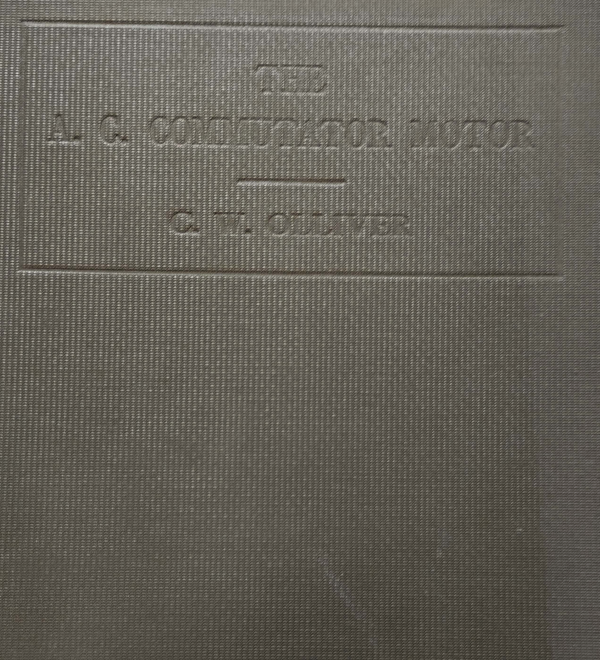 THE
A. C. COMMUTATOR MOTOR
C. W. OLLIVER